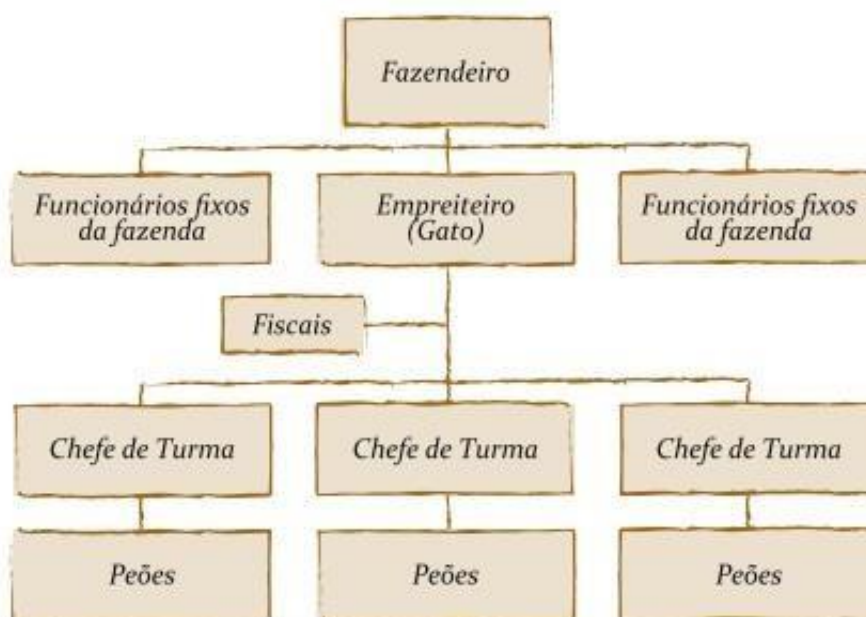 Fazendeiro
Funcionários fixos
da fazenda
Empreiteiro
(Gato)
Funcionários fixos
da fazenda
Fiscais
Chefe de Turma
Chefe de Turma
Chefe de Turma
Peões
Peões
Peões